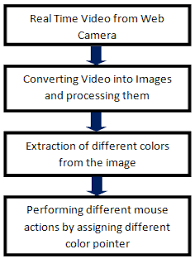 Real Time Video from Web
Camera
Converting Video into Images
and processing them
Extraction of different colors
from the image
Performing different mouse
actions by assigning different
color pointer